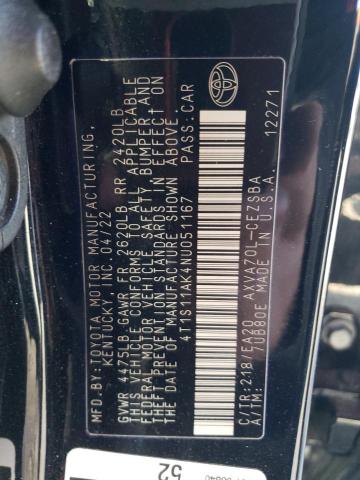 MFD.BY:TOYOTA MOTOR MANUFACTURING,
KENTUCKY, INC. 04/22
GVWR 4475LB GAWR FR 2620LB RR 2420LB
THIS VEHICLE CONFORMS TO ALL APPLICABLE
FEDERAL MOTOR VEHICLE SAFETY, BUMPER AND
THEFT PREVENTION STANDARDS IN EFFECT ON
THE DATE OF MANUFACTURE SHOWN ABOVE.
4T1S11AK4NU051167 PASS.CAR
C/TR:218/EA20 AXVA70L-CEZSBA
A/TM: 7UB80E MADE IN U.S.A. 12271
52